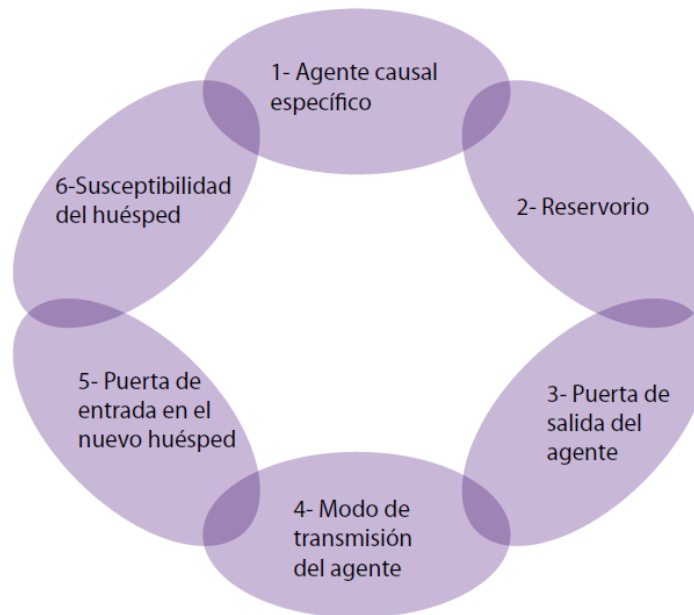 1- Agente causal
específico
2- Reservorio
3- Puerta de
salida del
agente
4- Modo de
transmisión
del agente
5- Puerta de
entrada en el
nuevo huésped
6-Susceptibilidad
del huésped